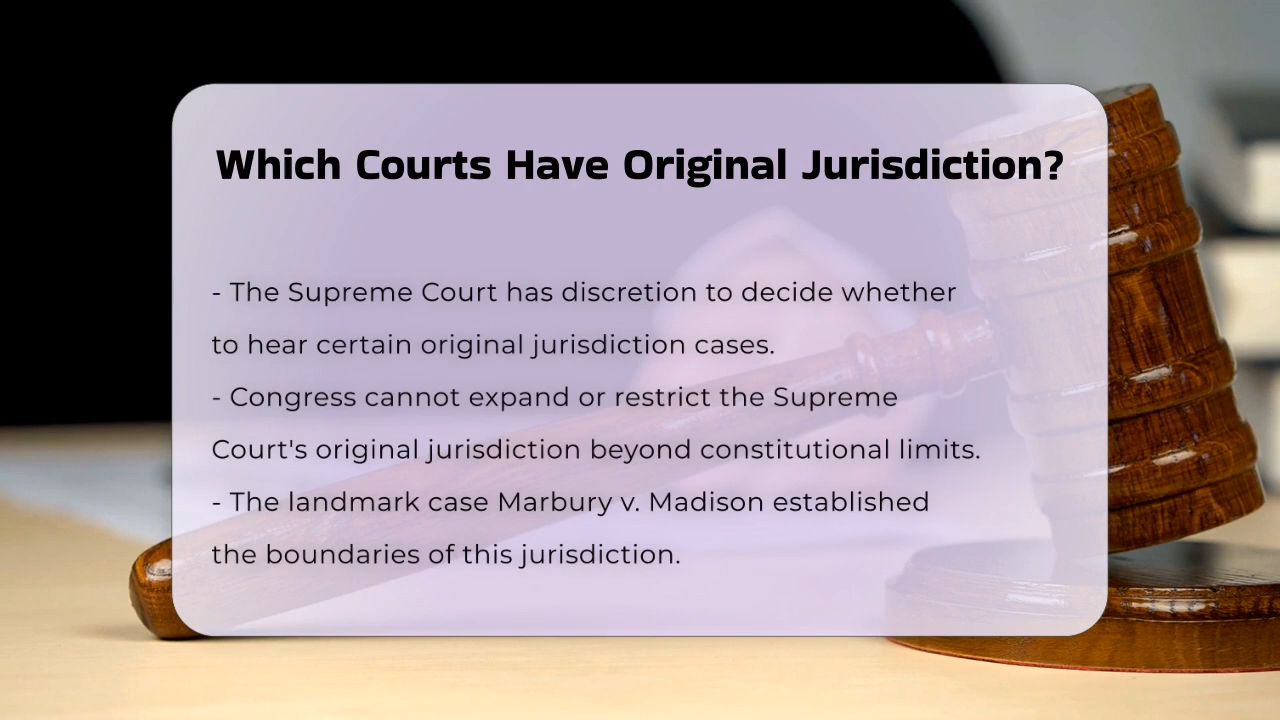 Which Courts Have Original Jurisdiction?
- The Supreme Court has discretion to decide whether
to hear certain original jurisdiction cases.
- Congress cannot expand or restrict the Supreme
Court's original jurisdiction beyond constitutional limits.
- The landmark case Marbury v. Madison established
the boundaries of this jurisdiction.